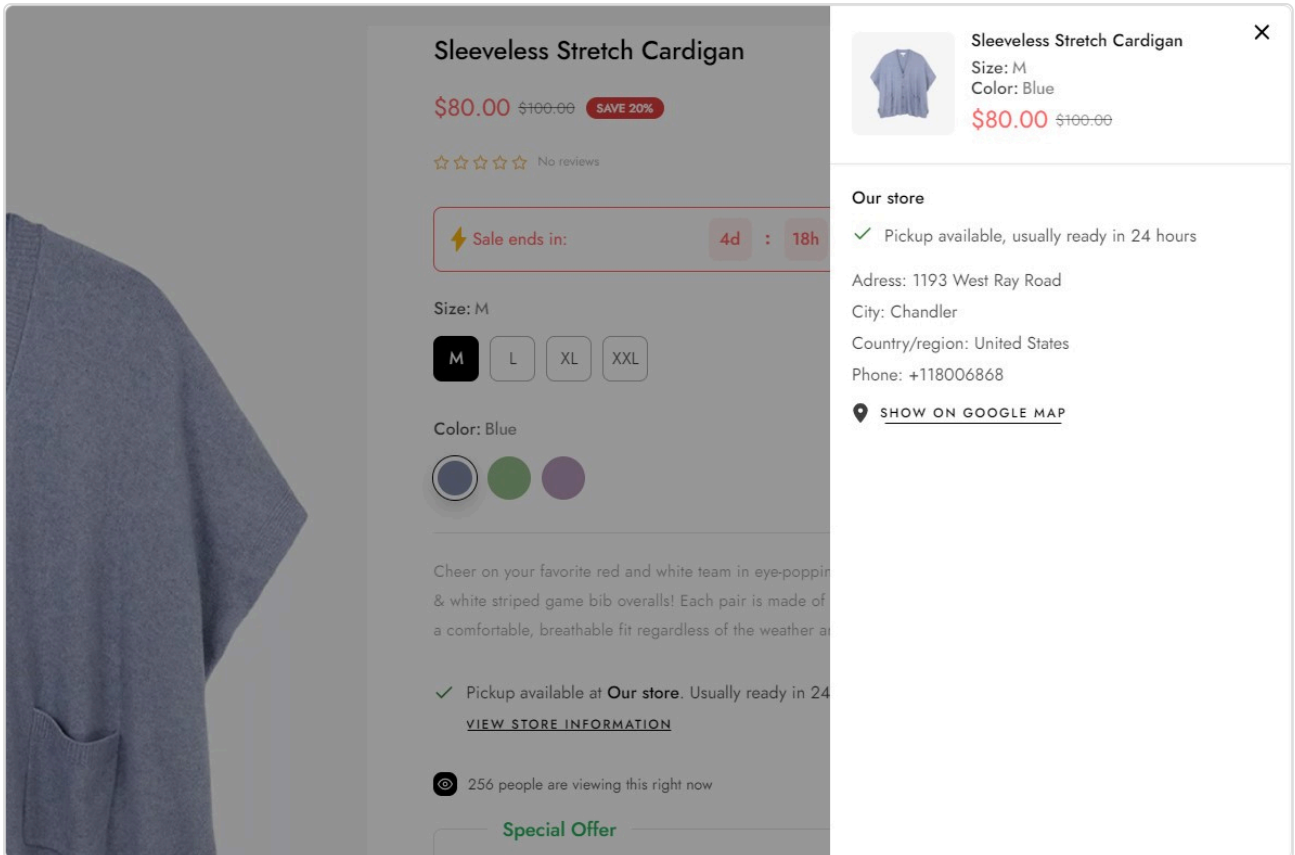 Sleeveless Stretch Cardigan
$80.00 $100.00 SAVE 20%
No reviews
Sale ends in: 4d : 18h
Size: M
M L XL XXL
Color: Blue
Cheer on your favorite red and white team in eye-poppin
& white striped game bib overalls! Each pair is made of
a comfortable, breathable fit regardless of the weather a
Pickup available at Our store. Usually ready in 24
VIEW STORE INFORMATION
256 people are viewing this right now
Special Offer
Sleeveless Stretch Cardigan
Size: M
Color: Blue
$80.00 $100.00
Our store
Pickup available, usually ready in 24 hours
Adress: 1193 West Ray Road
City: Chandler
Country/region: United States
Phone: +118006868
SHOW ON GOOGLE MAP